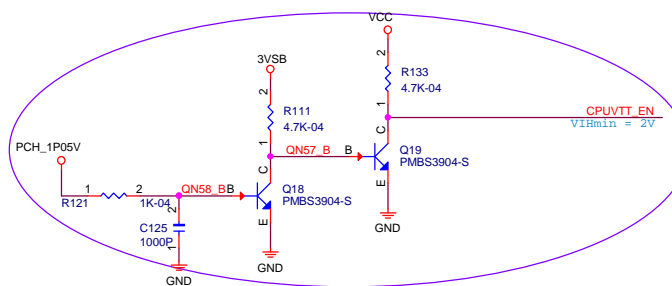 VCC
2
R133
4.7K-04
1
3VSB
2
R111
4.7K-04
1
CPUVTT_EN
VIHmin = 2V
PCH_1P05V
1
2
R121
1K-04
QN58_B
B
C
E
Q18
PMBS3904-S
QN57_B
B
C
E
Q19
PMBS3904-S
2
C125
1000P
1
GND
GND
GND